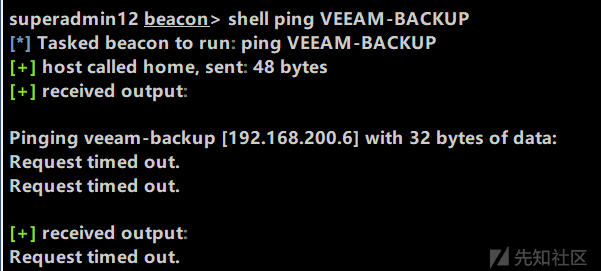 superadmin12 beacon> shell ping VEEAM-BACKUP
[*] Tasked beacon to run: ping VEEAM-BACKUP
[+] host called home, sent: 48 bytes
[+] received output:
Pinging veeam-backup [192.168.200.6] with 32 bytes of data:
Request timed out.
Request timed out.
[+] received output:
Request timed out.
先知社区